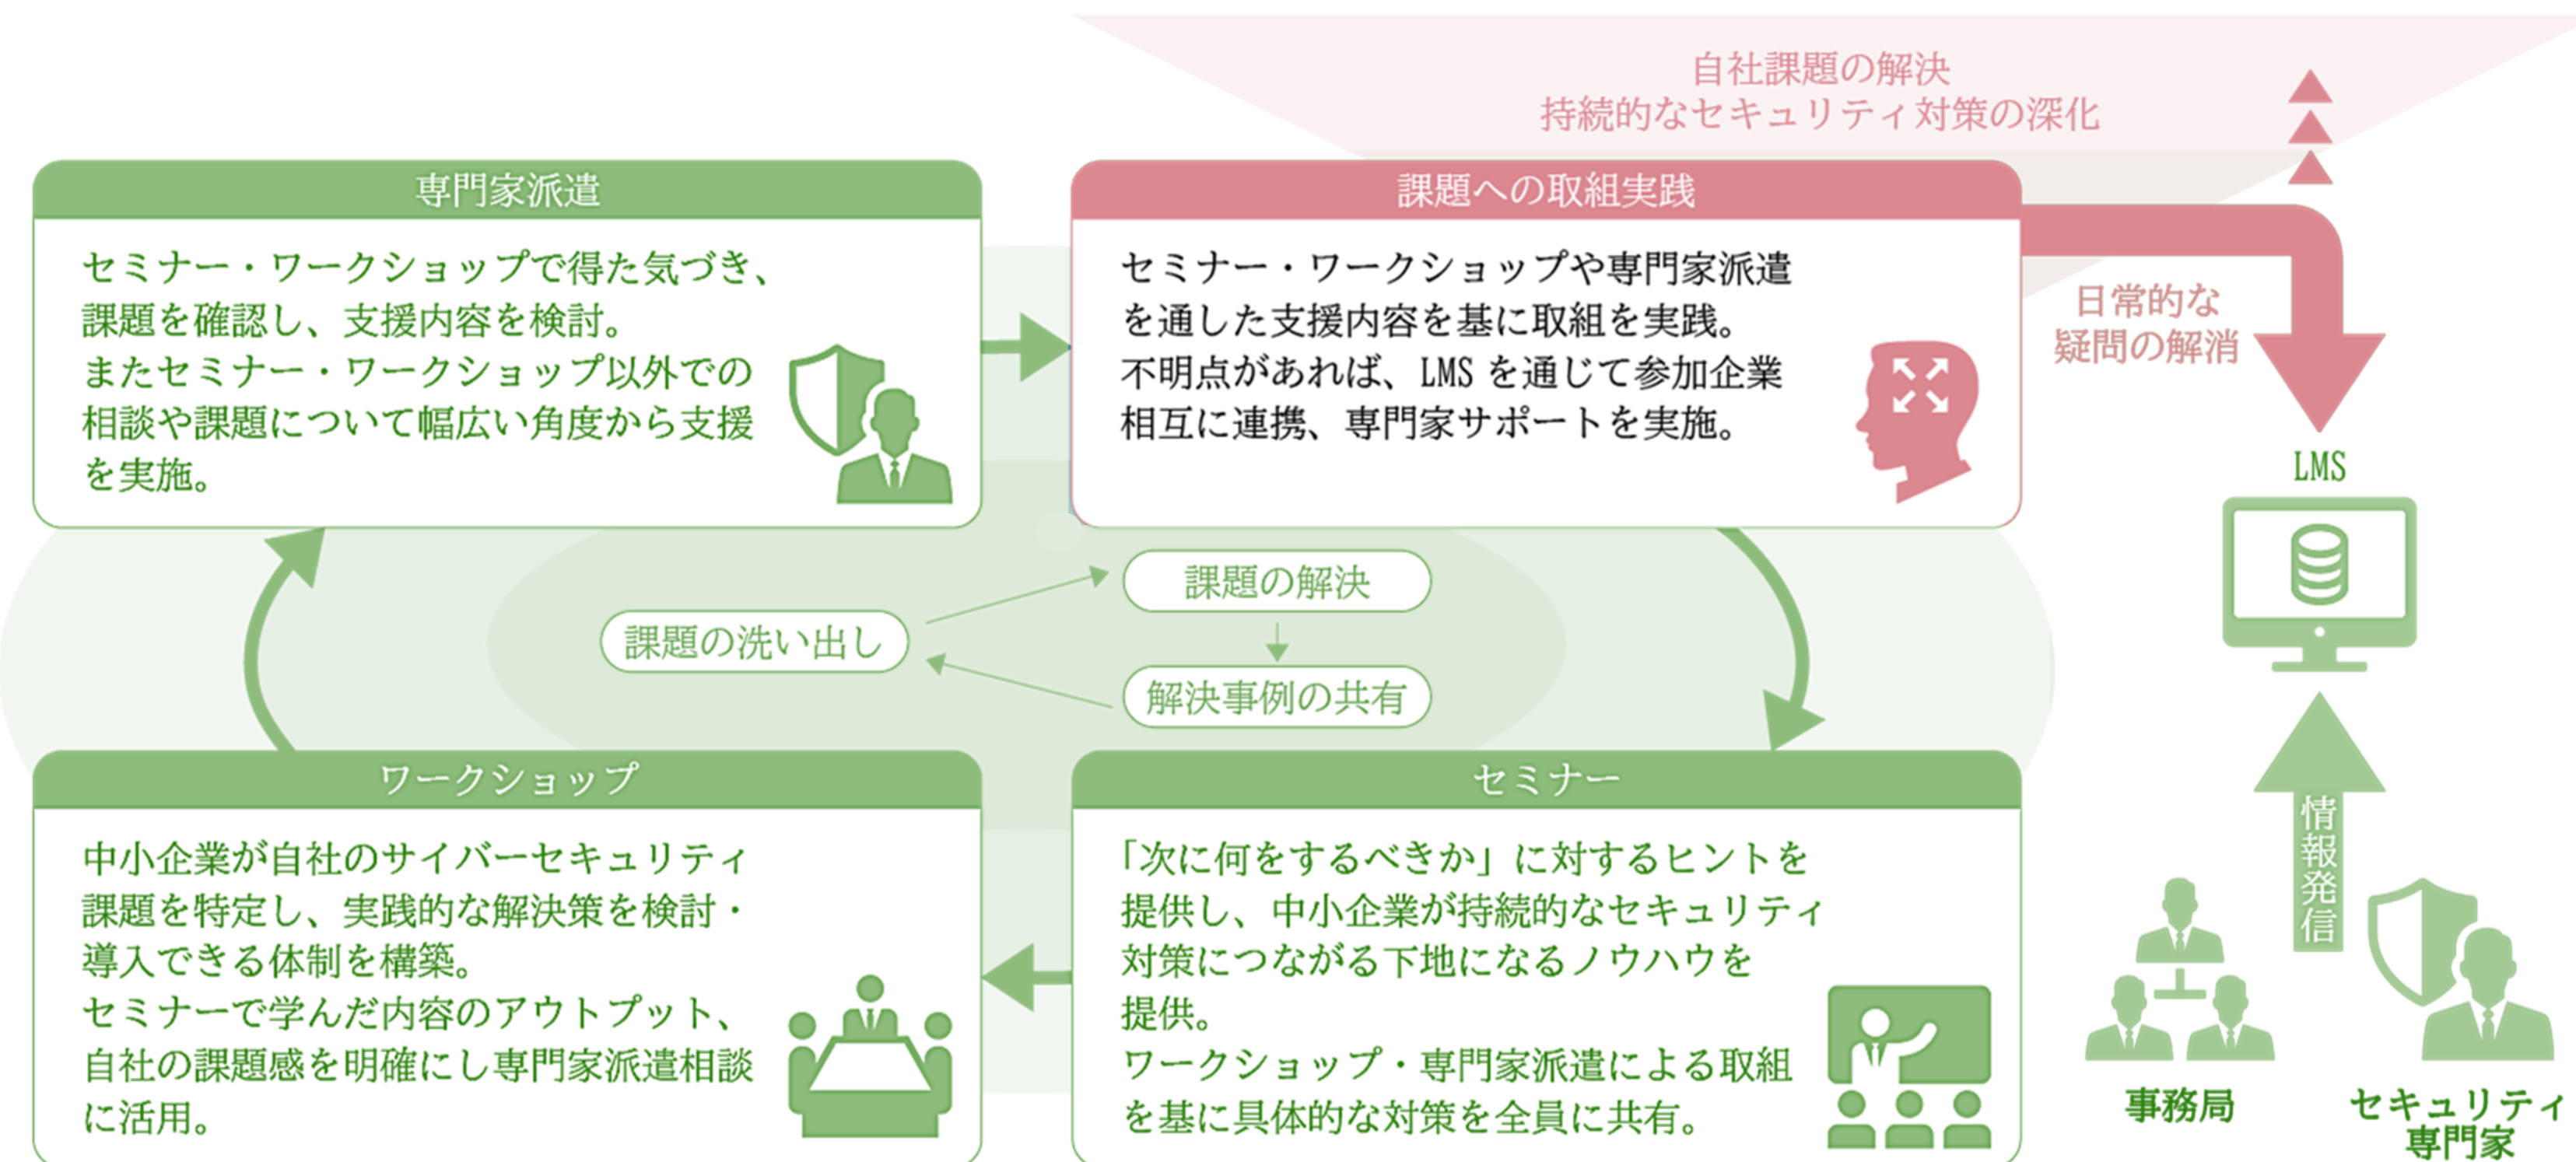 自社課題の解決
持続的なセキュリティ対策の深化
専門家派遣
セミナー・ワークショップで得た気づき、
課題を確認し、支援内容を検討。
またセミナー・ワークショップ以外での
相談や課題について幅広い角度から支援
を実施。
課題への取組実践
セミナー・ワークショップや専門家派遣
を通した支援内容を基に取組を実践。
不明点があれば、LMS を通じて参加企業
相互に連携、専門家サポートを実施。
日常的な
疑問の解消
LMS
課題の洗い出し
課題の解決
解決事例の共有
ワークショップ
中小企業が自社のサイバーセキュリティ
課題を特定し、実践的な解決策を検討・
導入できる体制を構築。
セミナーで学んだ内容のアウトプット、
自社の課題感を明確にし専門家派遣相談
に活用。
セミナー
「次に何をするべきか」に対するヒントを
提供し、中小企業が持続的なセキュリティ
対策につながる下地になるノウハウを
提供。
ワークショップ・専門家派遣による取組
を基に具体的な対策を全員に共有。
情報発信
事務局
セキュリティ
専門家